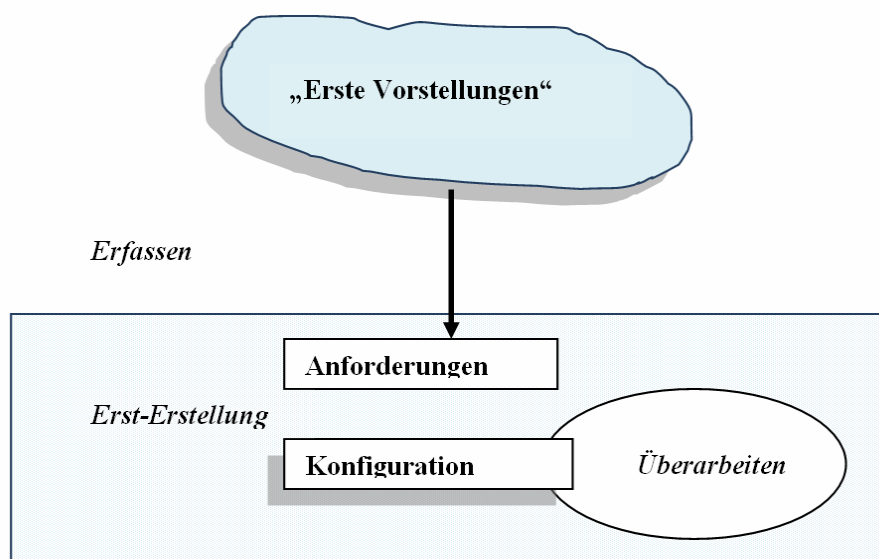 „Erste Vorstellungen“
Erfassen
Anforderungen
Erst-Erstellung
Konfiguration
Überarbeiten